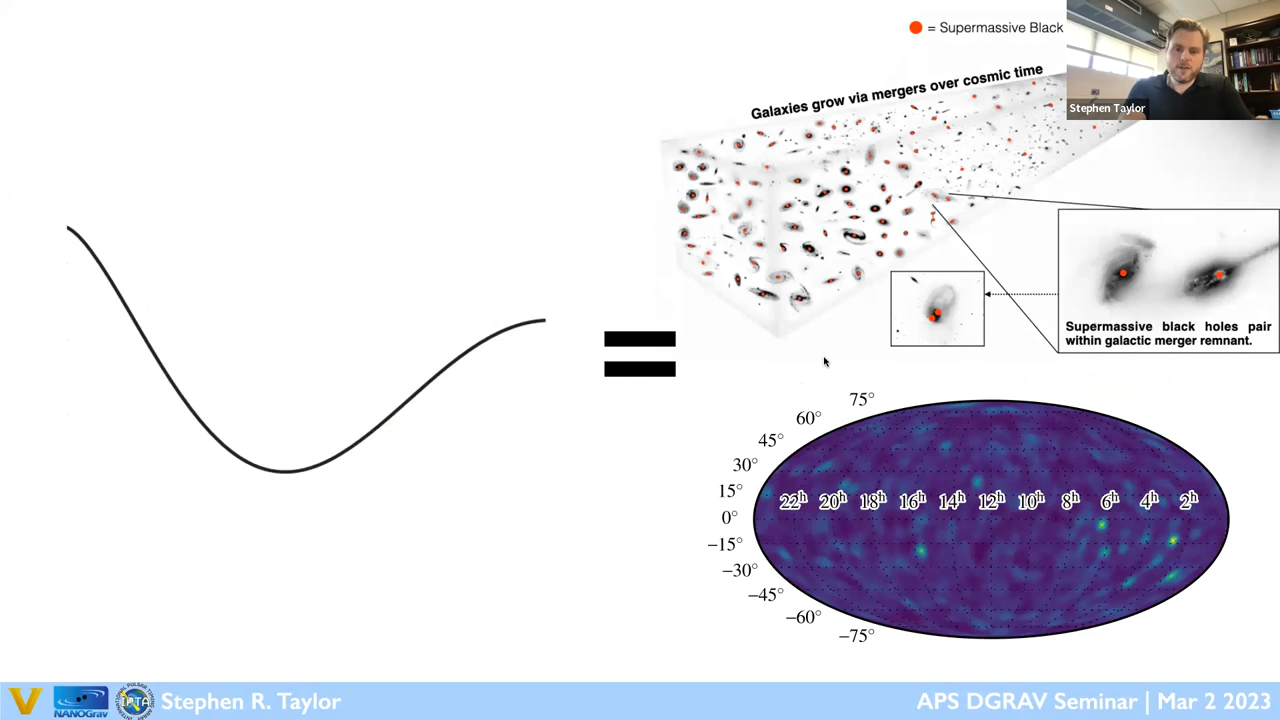 = Supermassive Black
Stephen Taylor
Galaxies grow via mergers over cosmic time
Supermassive black holes pair
within galactic merger remnant.
75°
60°
45°
30°
15°
0°
−15°
−30°
−45°
−60°
−75°
22h 20h 18h 16h 14h 12h 10h 8h 6h 4h 2h
V NANOGrav IPTA Stephen R. Taylor
APS DGRAV Seminar | Mar 2 2023